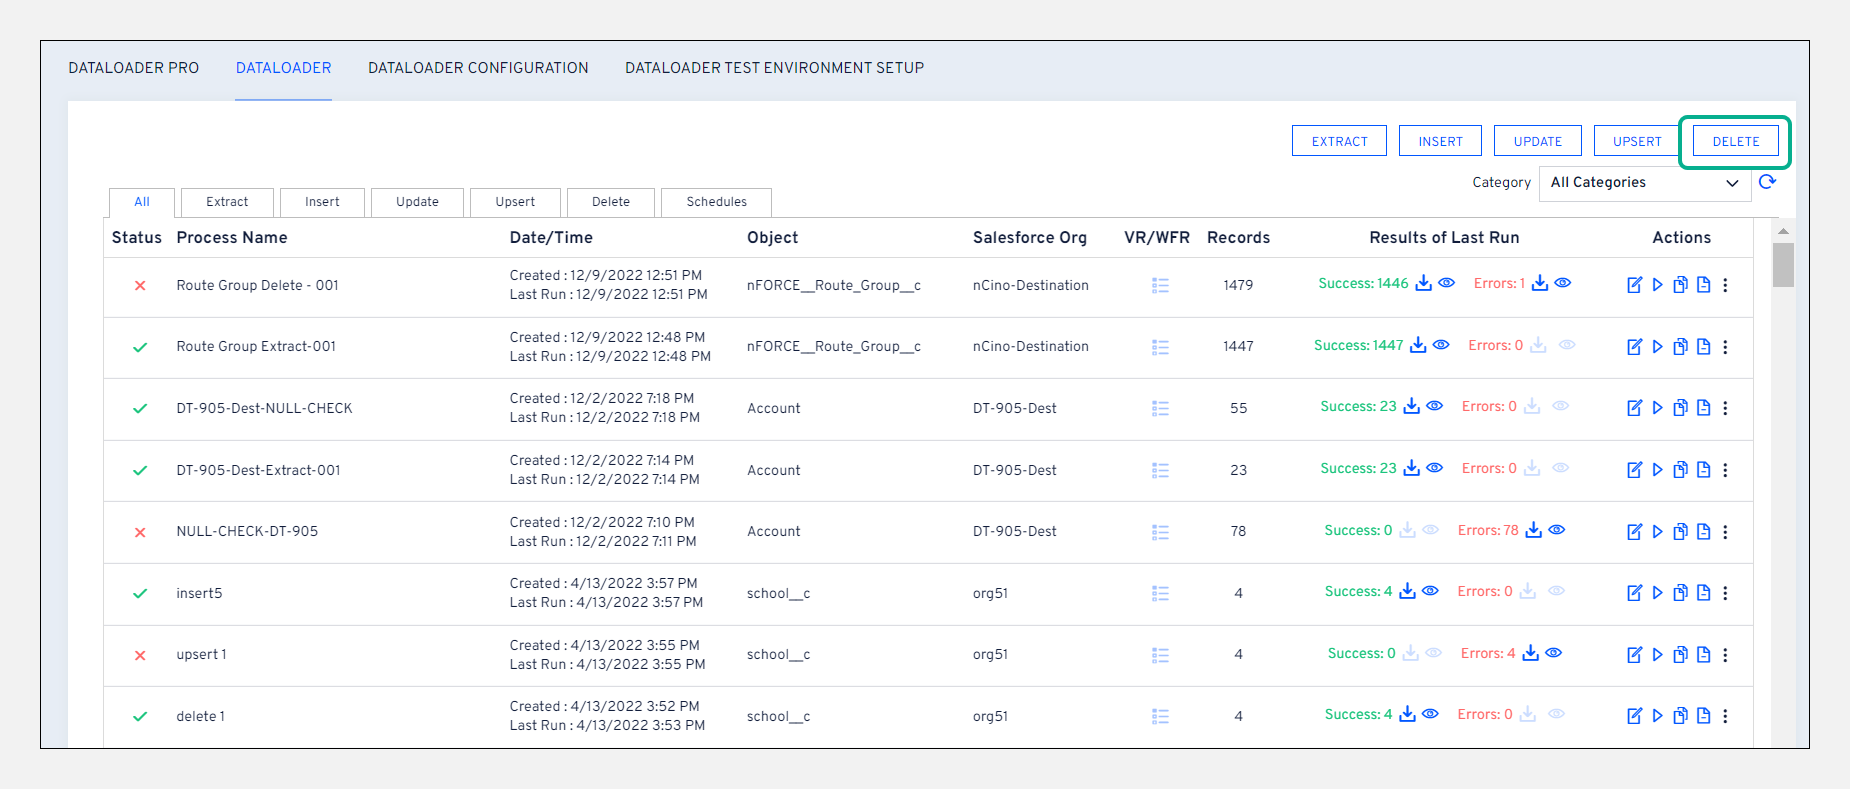 DATALOADER PRO DATALOADER DATALOADER CONFIGURATION DATALOADER TEST ENVIRONMENT SETUP
EXTRACT INSERT UPDATE UPSERT DELETE
Category All Categories
All Extract Insert Update Upsert Delete Schedules
Status Process Name Date/Time Object Salesforce Org VR/WFR Records Results of Last Run Actions
Route Group Delete - 001 Created : 12/9/2022 12:51 PM nFORCE__Route_Group__c nCino-Destination 1479 Success: 1446 Errors: 1
Last Run : 12/9/2022 12:51 PM
Route Group Extract-001 Created : 12/9/2022 12:48 PM nFORCE__Route_Group__c nCino-Destination 1447 Success: 1447 Errors: 0
Last Run : 12/9/2022 12:48 PM
DT-905-Dest-NULL-CHECK Created : 12/2/2022 7:18 PM Account DT-905-Dest 55 Success: 23 Errors: 0
Last Run : 12/2/2022 7:18 PM
DT-905-Dest-Extract-001 Created : 12/2/2022 7:14 PM Account DT-905-Dest 23 Success: 23 Errors: 0
Last Run : 12/2/2022 7:14 PM
NULL-CHECK-DT-905 Created : 12/2/2022 7:10 PM Account DT-905-Dest 78 Success: 0 Errors: 78
Last Run : 12/2/2022 7:11 PM
insert5 Created : 4/13/2022 3:57 PM school__c org51 4 Success: 4 Errors: 0
Last Run : 4/13/2022 3:57 PM
upsert 1 Created : 4/13/2022 3:55 PM school__c org51 4 Success: 0 Errors: 4
Last Run : 4/13/2022 3:55 PM
delete 1 Created : 4/13/2022 3:52 PM school__c org51 4 Success: 4 Errors: 0
Last Run : 4/13/2022 3:53 PM